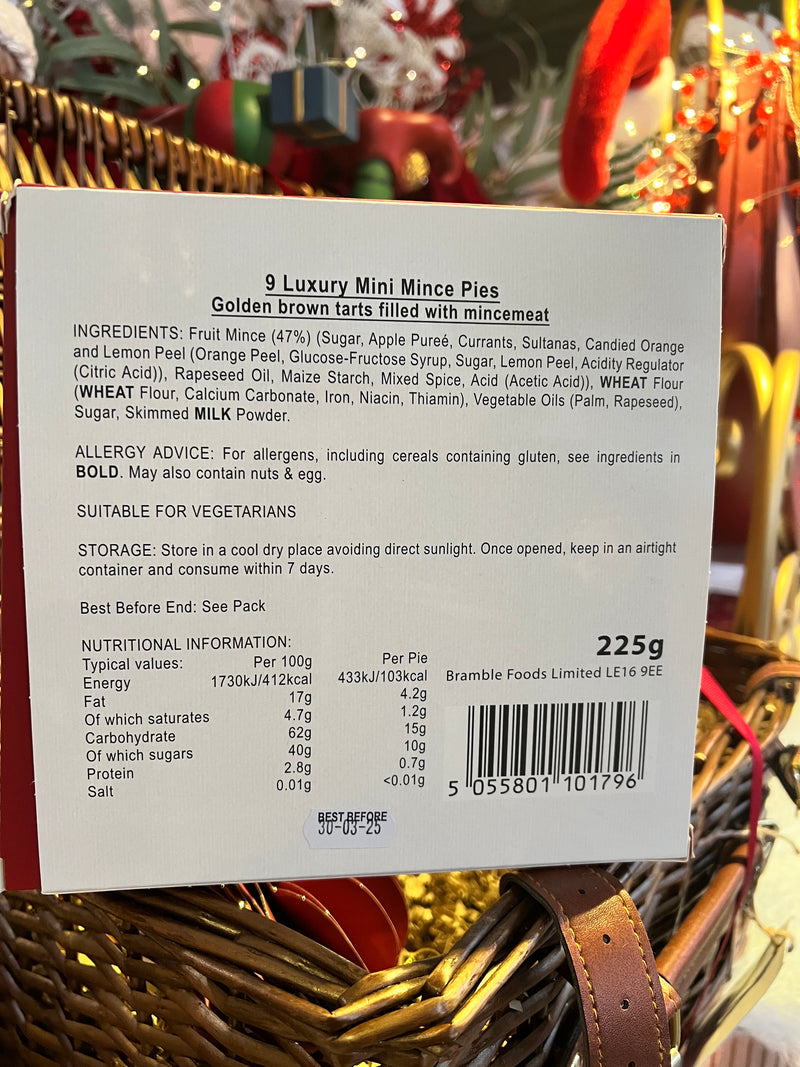 9 Luxury Mini Mince Pies
Golden brown tarts filled with mincemeat
INGREDIENTS: Fruit Mince (47%) (Sugar, Apple Pureé, Currants, Sultanas, Candied Orange
and Lemon Peel (Orange Peel, Glucose-Fructose Syrup, Sugar, Lemon Peel, Acidity Regulator
(Citric Acid)), Rapeseed Oil, Maize Starch, Mixed Spice, Acid (Acetic Acid)), WHEAT Flour
(WHEAT Flour, Calcium Carbonate, Iron, Niacin, Thiamin), Vegetable Oils (Palm, Rapeseed),
Sugar, Skimmed MILK Powder.
ALLERGY ADVICE: For allergens, including cereals containing gluten, see ingredients in
BOLD. May also contain nuts & egg.
SUITABLE FOR VEGETARIANS
STORAGE: Store in a cool dry place avoiding direct sunlight. Once opened, keep in an airtight
container and consume within 7 days.
Best Before End: See Pack
NUTRITIONAL INFORMATION:
Typical values: Per 100g Per Pie
Energy 1730kJ/412kcal 433kJ/103kcal
Fat 17g 4.2g
Of which saturates 4.7g 1.2g
Carbohydrate 62g 15g
Of which sugars 40g 10g
Protein 2.8g 0.7g
Salt 0.01g <0.01g
225g
Bramble Foods Limited LE16 9EE
5 055801 101796
BEST BEFORE
30-03-25